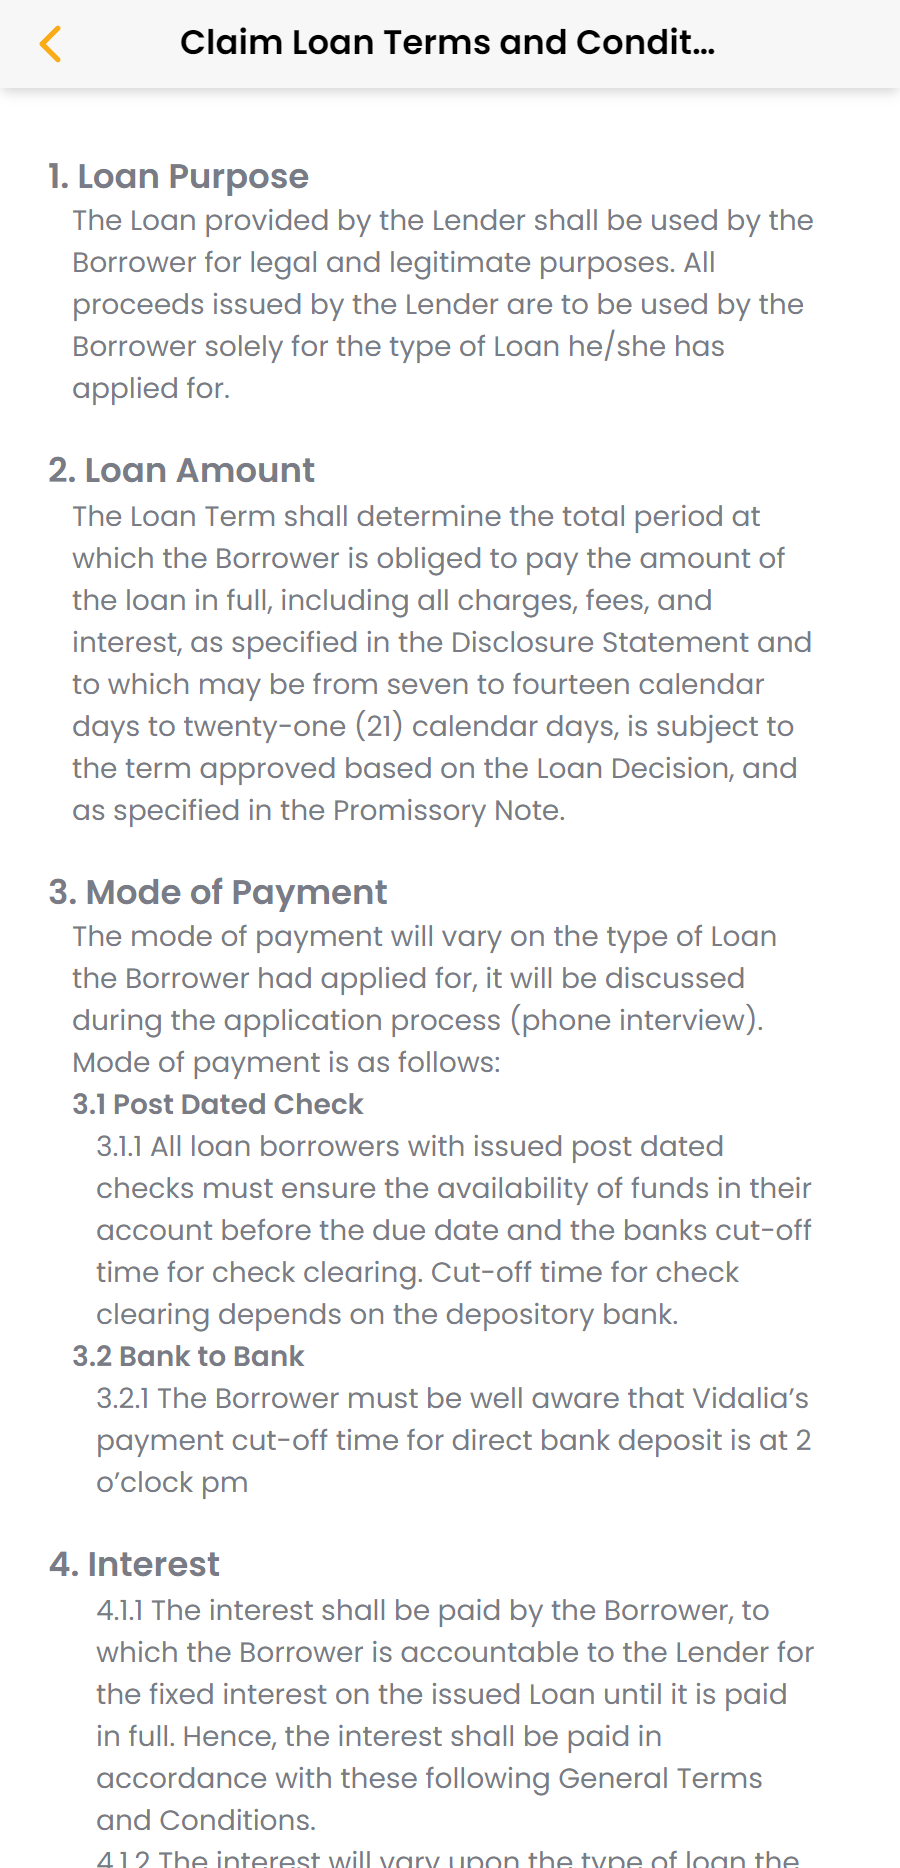 Claim Loan Terms and Condit...
1. Loan Purpose
The Loan provided by the Lender shall be used by the
Borrower for legal and legitimate purposes. All
proceeds issued by the Lender are to be used by the
Borrower solely for the type of Loan he/she has
applied for.
2. Loan Amount
The Loan Term shall determine the total period at
which the Borrower is obliged to pay the amount of
the loan in full, including all charges, fees, and
interest, as specified in the Disclosure Statement and
to which may be from seven to fourteen calendar
days to twenty-one (21) calendar days, is subject to
the term approved based on the Loan Decision, and
as specified in the Promissory Note.
3. Mode of Payment
The mode of payment will vary on the type of Loan
the Borrower had applied for, it will be discussed
during the application process (phone interview).
Mode of payment is as follows:
3.1 Post Dated Check
3.1.1 All loan borrowers with issued post dated
checks must ensure the availability of funds in their
account before the due date and the banks cut-off
time for check clearing. Cut-off time for check
clearing depends on the depository bank.
3.2 Bank to Bank
3.2.1 The Borrower must be well aware that Vidalia’s
payment cut-off time for direct bank deposit is at 2
o’clock pm
4. Interest
4.1.1 The interest shall be paid by the Borrower, to
which the Borrower is accountable to the Lender for
the fixed interest on the issued Loan until it is paid
in full. Hence, the interest shall be paid in
accordance with these following General Terms
and Conditions.
4.1.2 The interest will vary upon the type of loan the